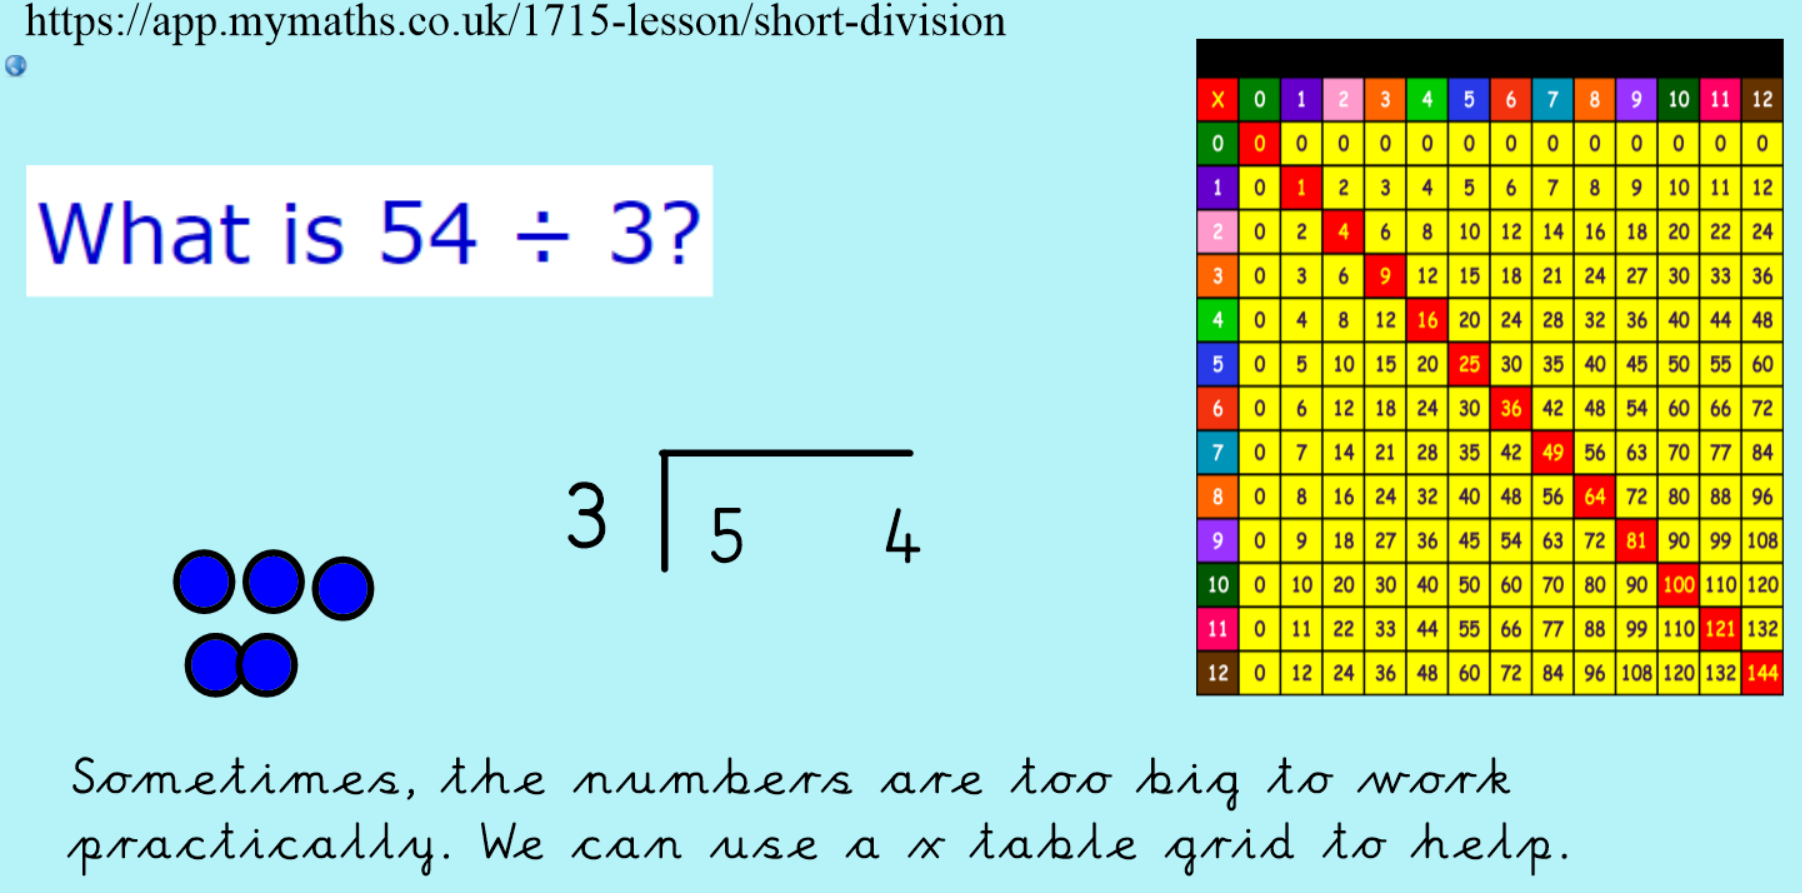 https://app.mymaths.co.uk/1715-lesson/short-division
What is 54 ÷ 3?
3 5 4
X 0 1 2 3 4 5 6 7 8 9 10 11 12
0 0 0 0 0 0 0 0 0 0 0 0 0 0
1 0 1 2 3 4 5 6 7 8 9 10 11 12
2 0 2 4 6 8 10 12 14 16 18 20 22 24
3 0 3 6 9 12 15 18 21 24 27 30 33 36
4 0 4 8 12 16 20 24 28 32 36 40 44 48
5 0 5 10 15 20 25 30 35 40 45 50 55 60
6 0 6 12 18 24 30 36 42 48 54 60 66 72
7 0 7 14 21 28 35 42 49 56 63 70 77 84
8 0 8 16 24 32 40 48 56 64 72 80 88 96
9 0 9 18 27 36 45 54 63 72 81 90 99 108
10 0 10 20 30 40 50 60 70 80 90 100 110 120
11 0 11 22 33 44 55 66 77 88 99 110 121 132
12 0 12 24 36 48 60 72 84 96 108 120 132 144
Sometimes, the numbers are too big to work
practically. We can use a x table grid to help.